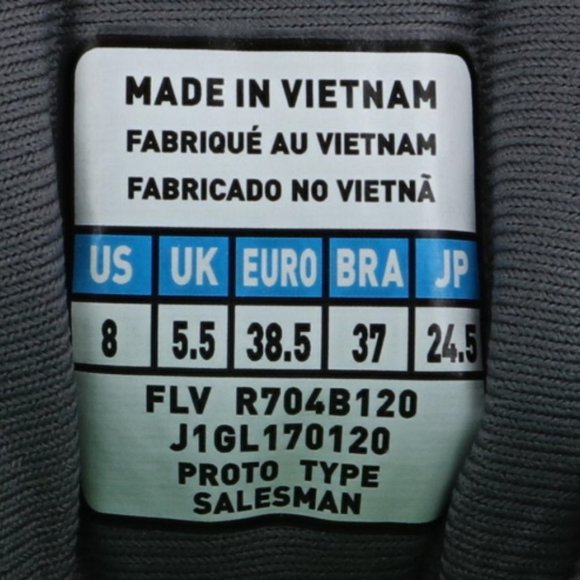 MADE IN VIETNAM
FABRIQUÉ AU VIETNAM
FABRICADO NO VIETNÃ
US UK EURO BRA JP
8 5.5 38.5 37 24.5
FLV R704B120
J1GL170120
PROTO TYPE
SALESMAN